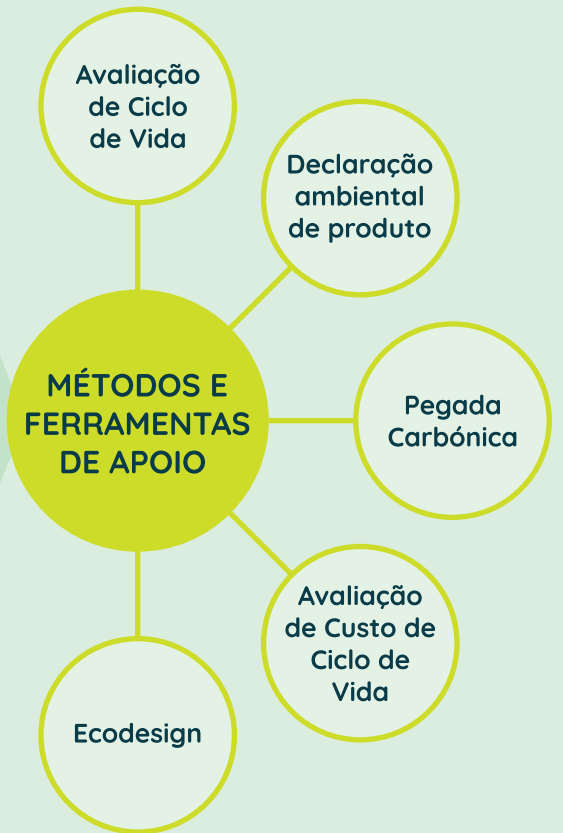 Avaliação
de Ciclo
de Vida
Declaração
ambiental
de produto
MÉTODOS E
FERRAMENTAS
DE APOIO
Pegada
Carbónica
Avaliação
de Custo de
Ciclo de
Vida
Ecodesign